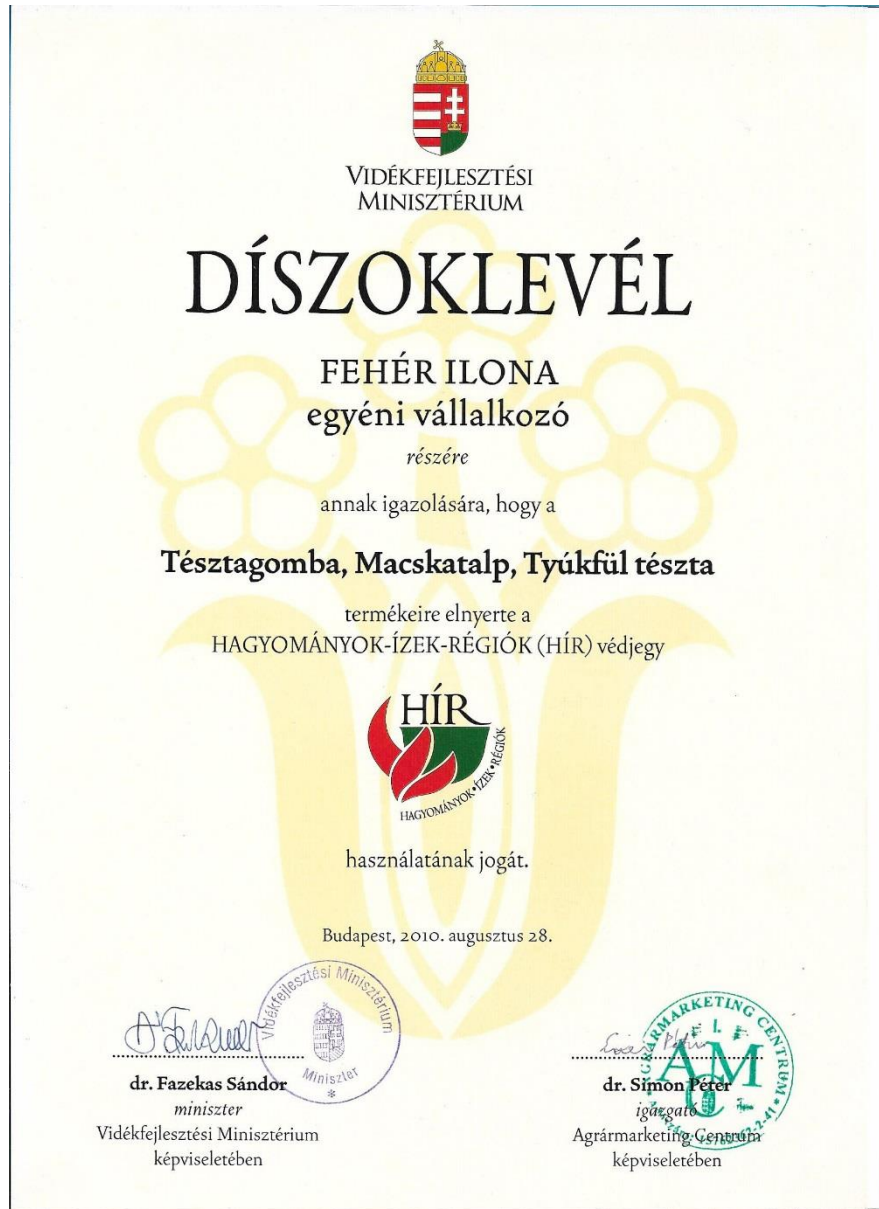 VIDÉKFEJLESZTÉSI
MINISZTÉRIUM
DÍSZOKLEVÉL
FEHÉR ILONA
egyéni vállalkozó
részére
annak igazolására, hogy a
Tésztagomba, Macskatalp, Tyúkfül tészta
termékeire elnyerte a
HAGYOMÁNYOK-ÍZEK-RÉGIÓK (HÍR) védjegy
HÍR
HAGYOMÁNYOK•ÍZEK•RÉGIÓK
használatának jogát.
Budapest, 2010. augusztus 28.
Vidékfejlesztési Minisztérium
Miniszter
*
AGRÁRMARKETING CENTRUM
AMC
dr. Fazekas Sándor
miniszter
Vidékfejlesztési Minisztérium
képviseletében
dr. Simon Péter
igazgató
Agrármarketing Centrum
képviseletében